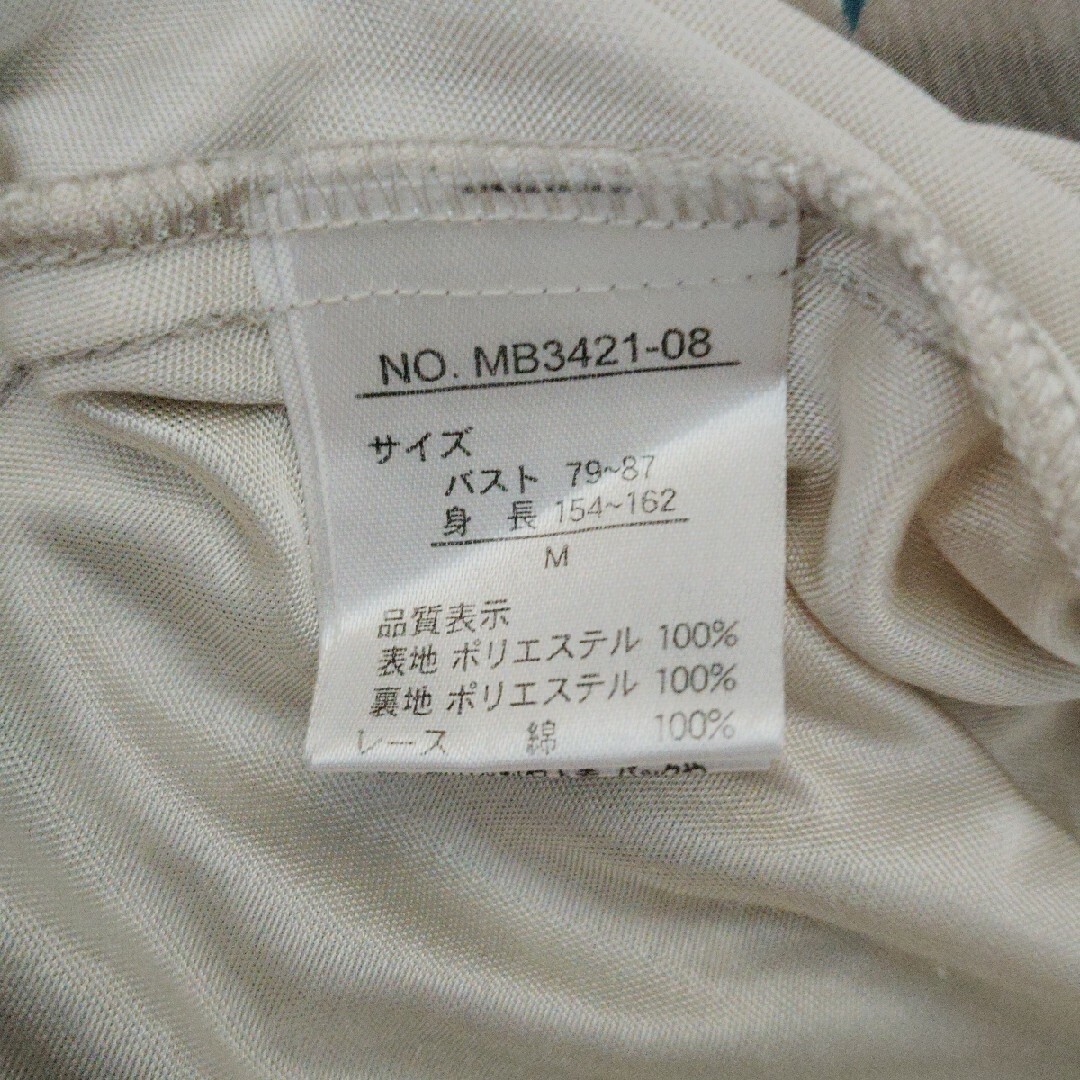 NO. MB3421-08
サイズ
バスト 79~87
身 長 154~162
M
品質表示
表地 ポリエステル 100%
裏地 ポリエステル 100%
レース 綿 100%